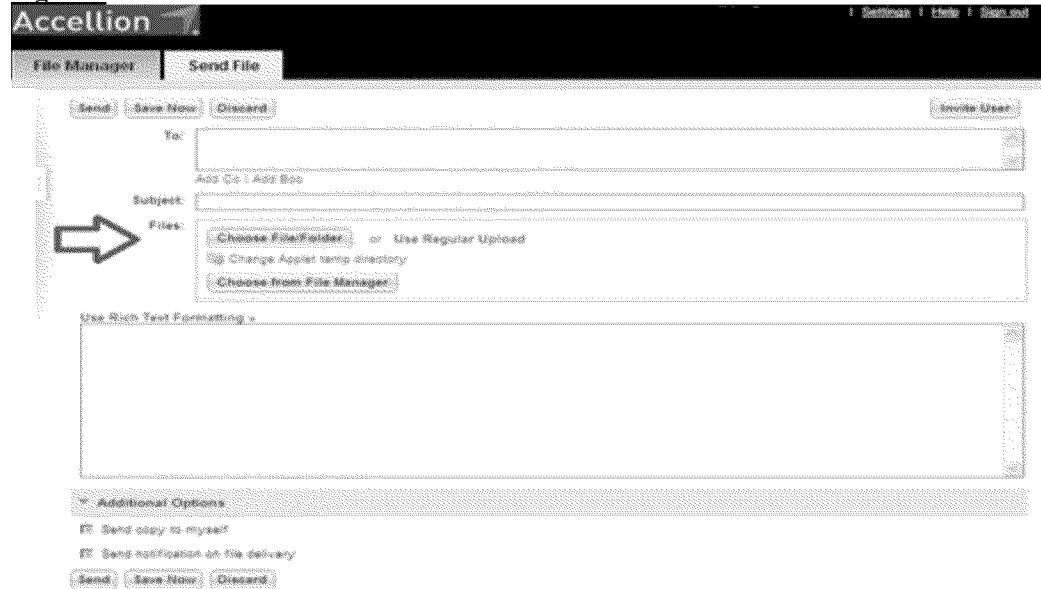 Accellion
| Settings | Help | Sign out
File Manager Send File
Send Save Now Discard Invite User
To:
Add Cc | Add Bcc
Subject:
Files:
Choose File/Folder or Use Regular Upload
Change Applet temp directory
Choose from File Manager
Use Rich Text Formatting »
Additional Options
Send copy to myself
Send notification on file delivery
Send Save Now Discard